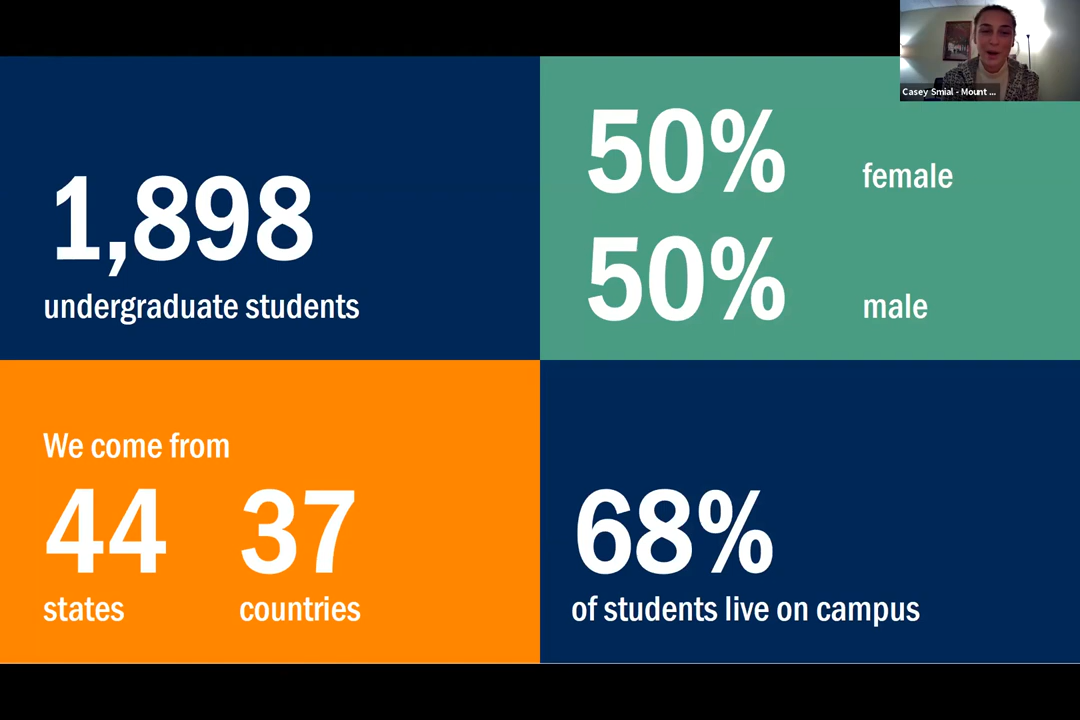 1,898
undergraduate students
50% female
50% male
We come from
44 37
states countries
68%
of students live on campus
Casey Smial - Mount ...